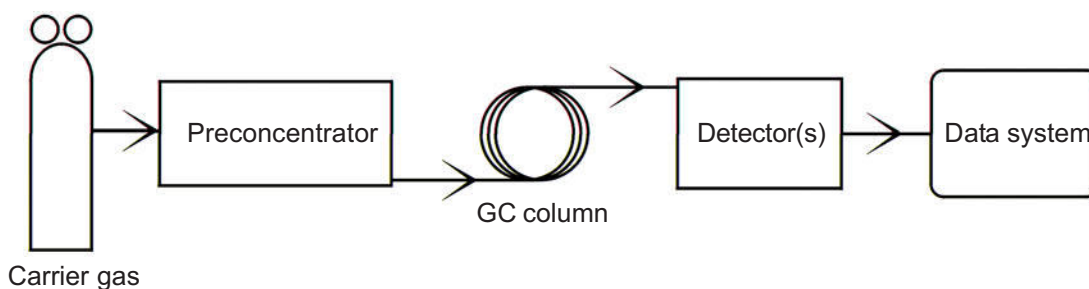 Preconcentrator
Detector(s)
Data system
GC column
Carrier gas